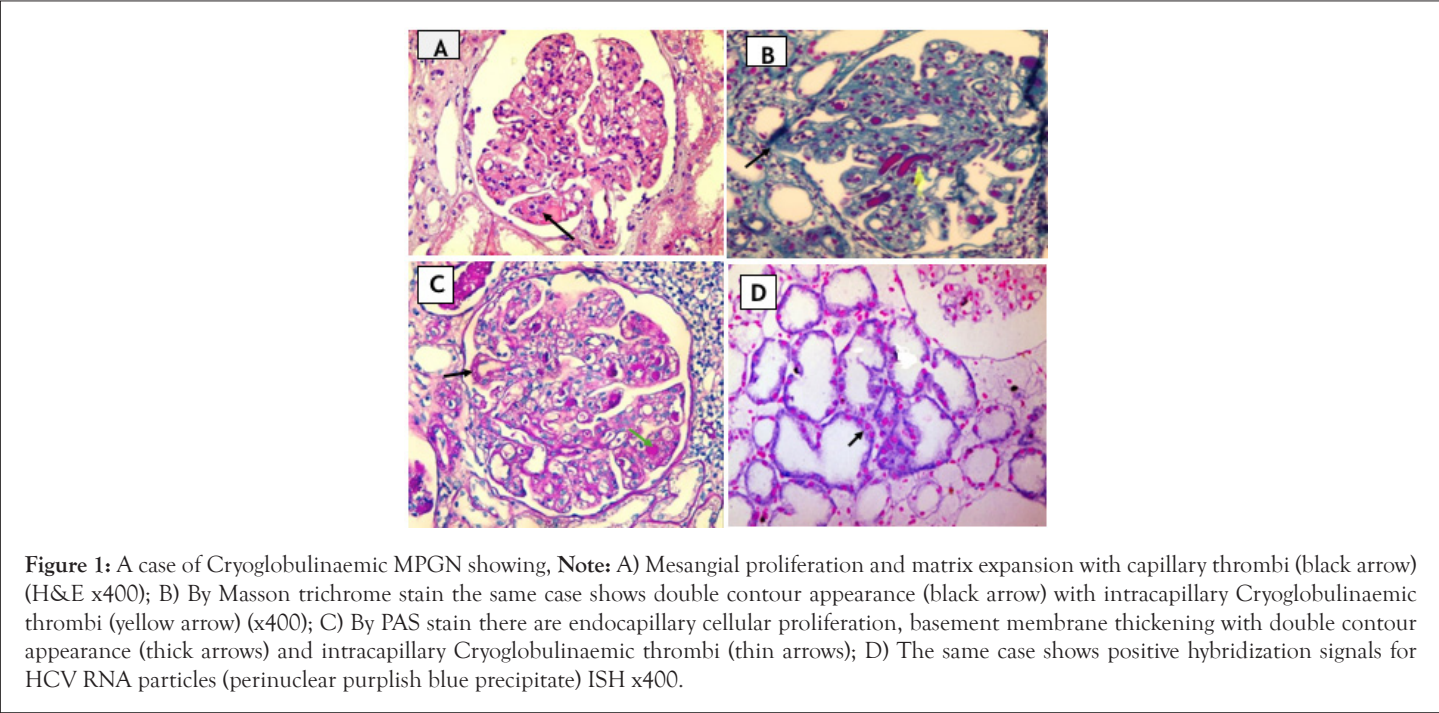 A
B
C
D
Figure 1: A case of Cryoglobulinaemic MPGN showing, Note: A) Mesangial proliferation and matrix expansion with capillary thrombi (black arrow)
(H&E x400); B) By Masson trichrome stain the same case shows double contour appearance (black arrow) with intracapillary Cryoglobulinaemic
thrombi (yellow arrow) (x400); C) By PAS stain there are endocapillary cellular proliferation, basement membrane thickening with double contour
appearance (thick arrows) and intracapillary Cryoglobulinaemic thrombi (thin arrows); D) The same case shows positive hybridization signals for
HCV RNA particles (perinuclear purplish blue precipitate) ISH x400.